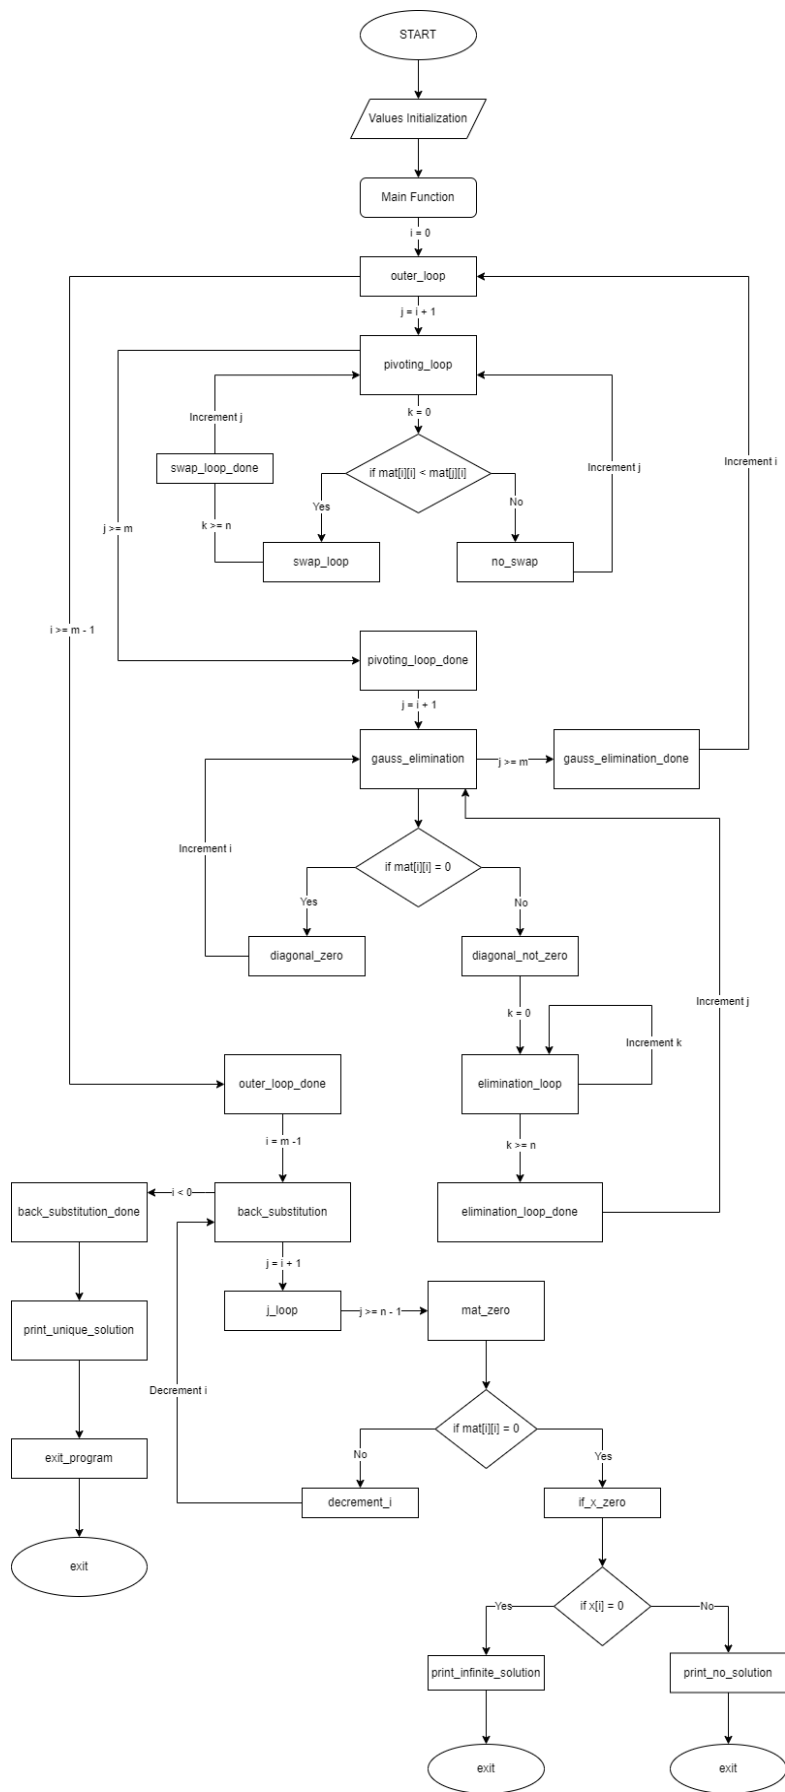 START
Values Initialization
Main Function
i = 0
outer_loop
j = i + 1
pivoting_loop
k = 0
Increment j
swap_loop_done
if mat[i][i] < mat[j][i]
Increment j
Increment i
Yes
No
k >= n
j >= m
swap_loop
no_swap
i >= m - 1
pivoting_loop_done
j = i + 1
gauss_elimination
j >= m
gauss_elimination_done
Increment i
if mat[i][i] = 0
Yes
No
diagonal_zero
diagonal_not_zero
Increment j
k = 0
Increment k
outer_loop_done
elimination_loop
i = m -1
k >= n
back_substitution_done
i < 0
back_substitution
elimination_loop_done
j = i + 1
j_loop
j >= n - 1
mat_zero
print_unique_solution
Decrement i
if mat[i][i] = 0
No
Yes
exit_program
decrement_i
if_x_zero
exit
if x[i] = 0
Yes
No
print_infinite_solution
print_no_solution
exit
exit